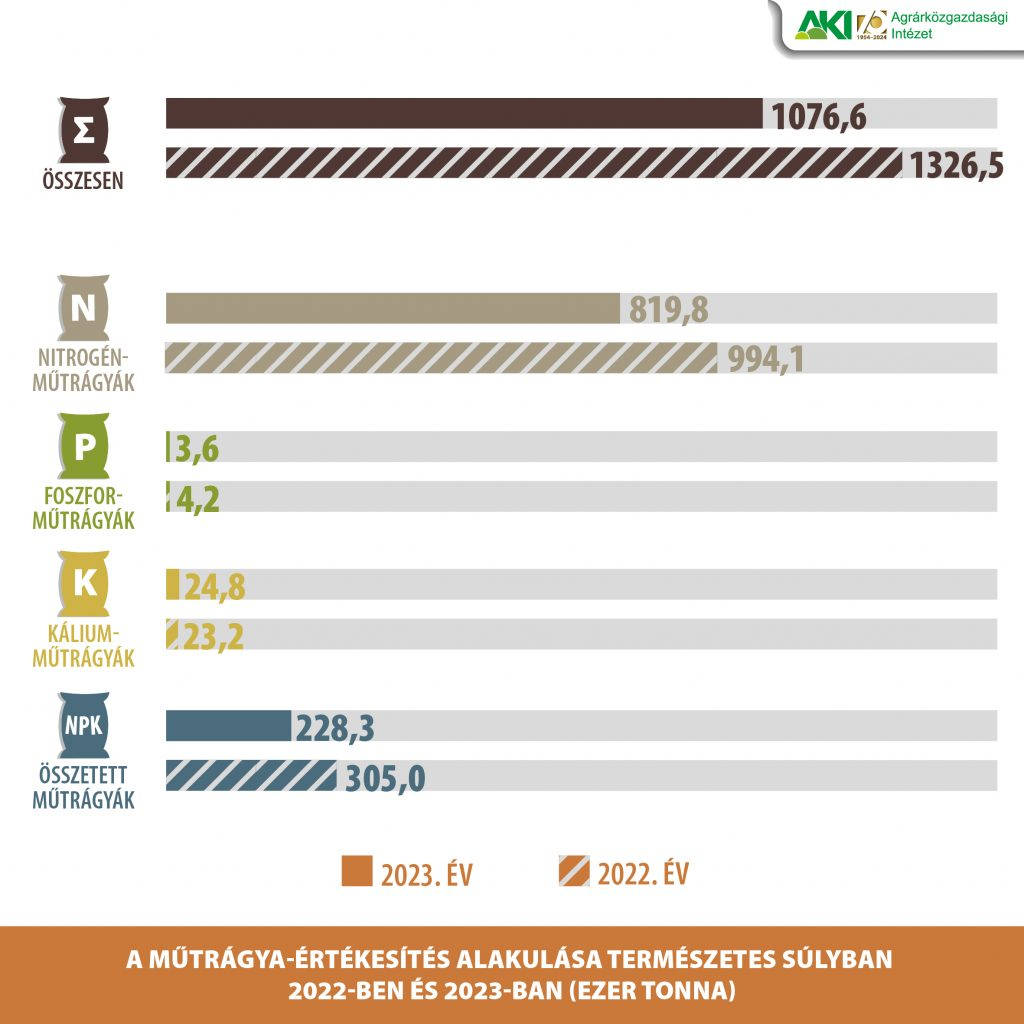 AKI 70 Agrárközgazdasági
1954-2024 Intézet
Σ
ÖSSZESEN
1076,6
1326,5
N
NITROGÉN-
MŰTRÁGYÁK
819,8
994,1
P
FOSZFOR-
MŰTRÁGYÁK
3,6
4,2
K
KÁLIUM-
MŰTRÁGYÁK
24,8
23,2
NPK
ÖSSZETETT
MŰTRÁGYÁK
228,3
305,0
2023. ÉV
2022. ÉV
A MŰTRÁGYA-ÉRTÉKESÍTÉS ALAKULÁSA TERMÉSZETES SÚLYBAN
2022-BEN ÉS 2023-BAN (EZER TONNA)